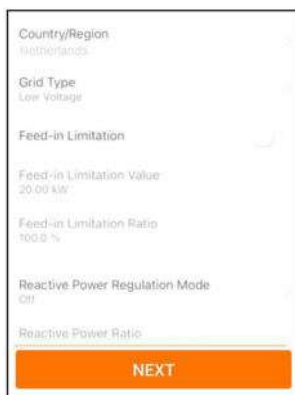 Country/Region
Netherlands
Grid Type
Low Voltage
Feed-in Limitation
Feed-in Limitation Value
20.00 kW
Feed-in Limitation Ratio
100.0 %
Reactive Power Regulation Mode
Off
Reactive Power Ratio
NEXT